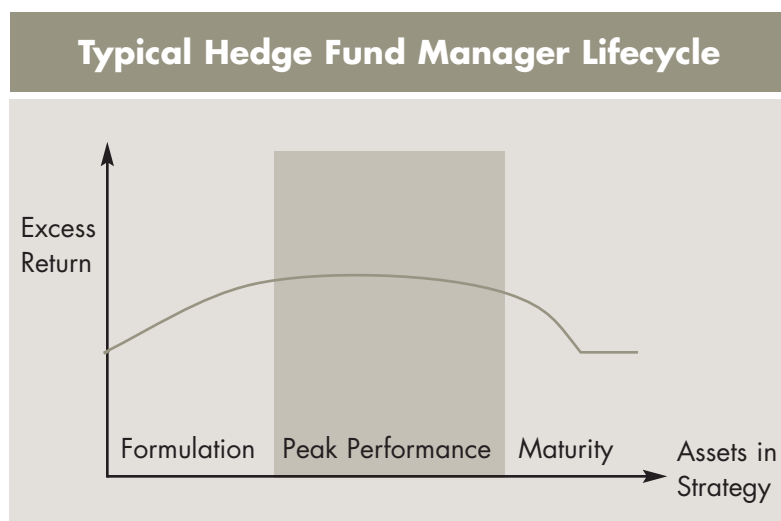 Typical Hedge Fund Manager Lifecycle
Excess
Return
Formulation
Peak Performance
Maturity
Assets in
Strategy